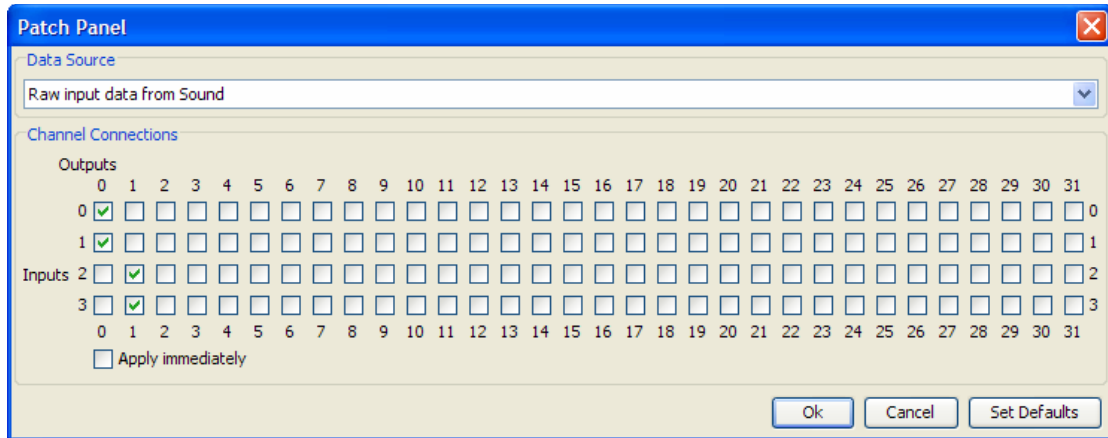 Patch Panel
Data Source
Raw input data from Sound
Channel Connections
Outputs
0 1 2 3 4 5 6 7 8 9 10 11 12 13 14 15 16 17 18 19 20 21 22 23 24 25 26 27 28 29 30 31
0 0
1 1
Inputs 2 2
3 3
0 1 2 3 4 5 6 7 8 9 10 11 12 13 14 15 16 17 18 19 20 21 22 23 24 25 26 27 28 29 30 31
Apply immediately
Ok Cancel Set Defaults